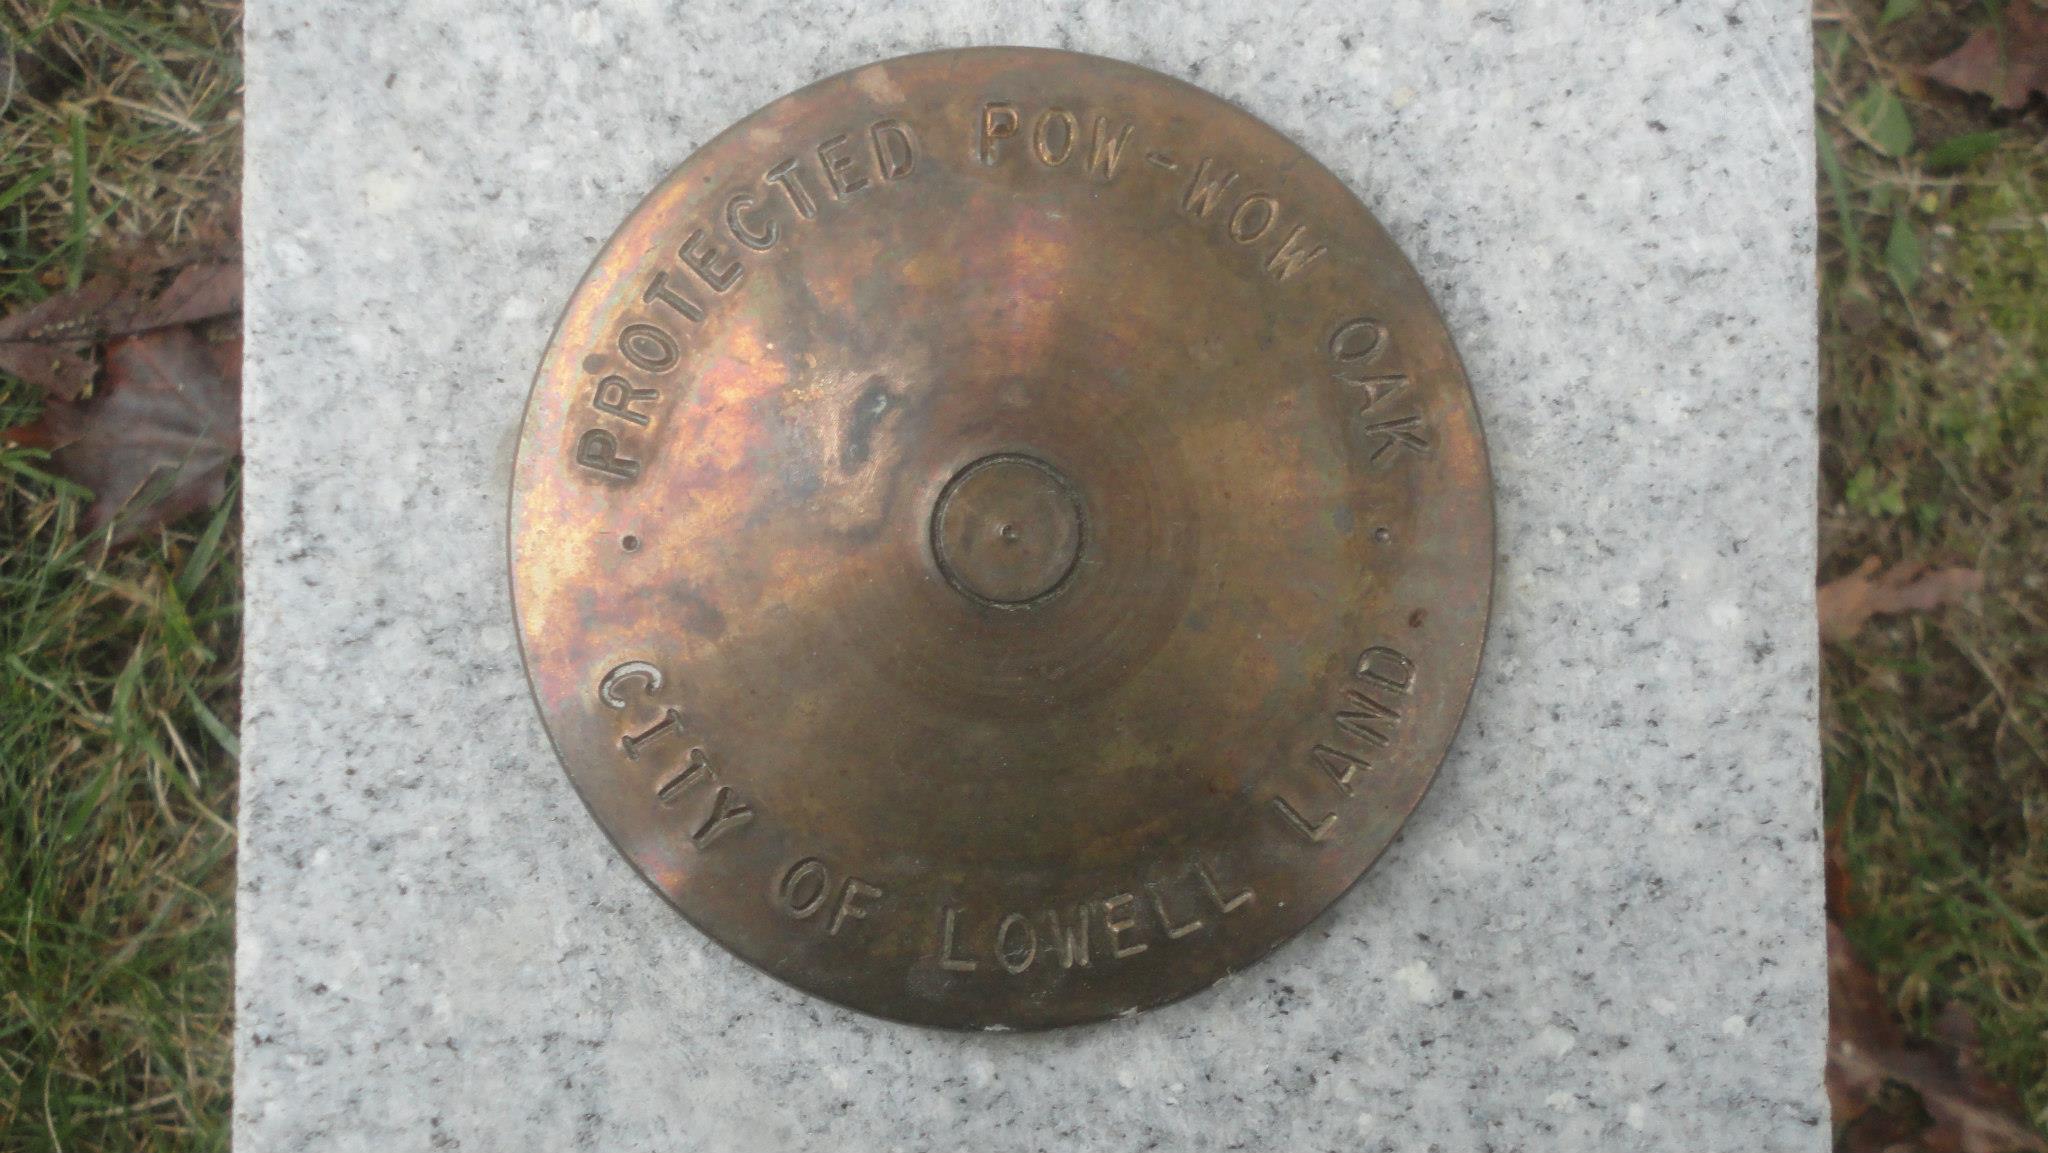 PROTECTED POW-WOW OAK
CITY OF LOWELL LAND